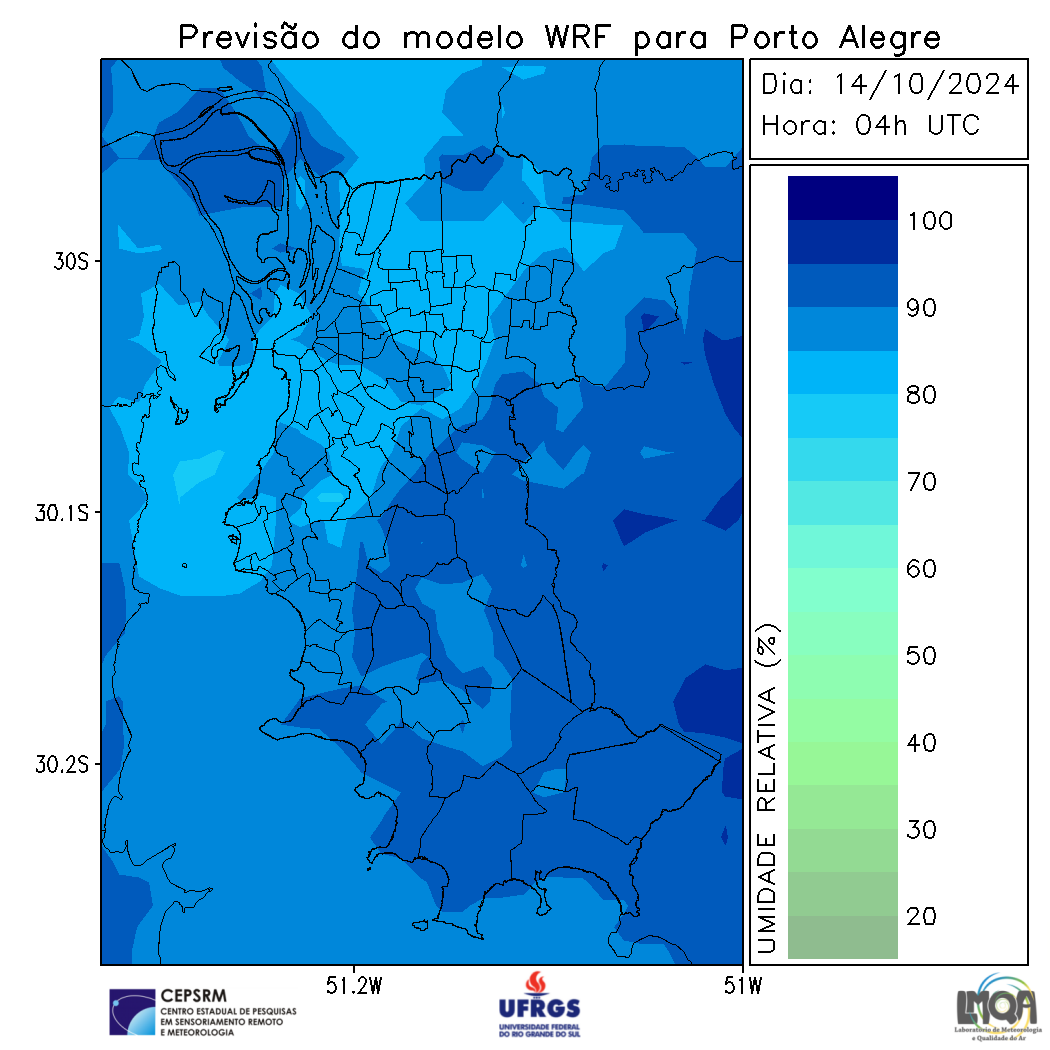 Previsão do modelo WRF para Porto Alegre
Dia: 14/10/2024
Hora: 04h UTC
100
90
80
70
60
50
40
30
20
UMIDADE RELATIVA (%)
30S
30.1S
30.2S
51.2W
51W
CEPSRM
CENTRO ESTADUAL DE PESQUISAS
EM SENSORIAMENTO REMOTO
E METEOROLOGIA
UFRGS
UNIVERSIDADE FEDERAL
DO RIO GRANDE DO SUL
LMQA
Laboratório de Meteorologia
e Qualidade do Ar